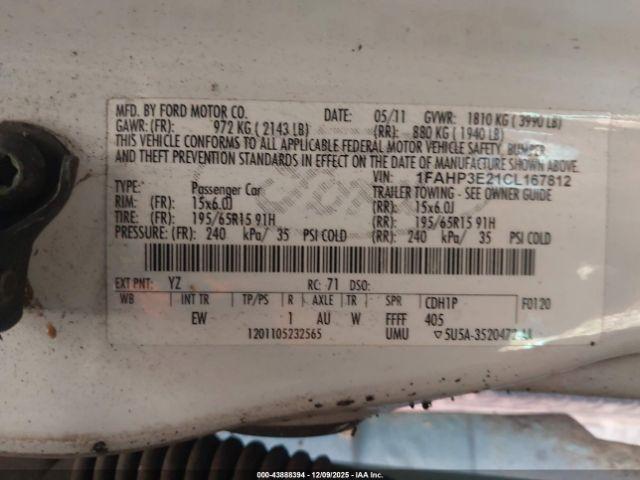 MFD. BY FORD MOTOR CO. DATE: 05/11 GVWR: 1810 KG ( 3990 LB)
GAWR: (FR): 972 KG ( 2143 LB) (RR): 880 KG ( 1940 LB)
THIS VEHICLE CONFORMS TO ALL APPLICABLE FEDERAL MOTOR VEHICLE SAFETY, BUMPER,
AND THEFT PREVENTION STANDARDS IN EFFECT ON THE DATE OF MANUFACTURE SHOWN ABOVE.
VIN: 1FAHP3E21CL167812
TYPE: Passenger Car TRAILER TOWING - SEE OWNER GUIDE
RIM: (FR): 15x6.0J (RR): 15x6.0J
TIRE: (FR): 195/65R15 91H (RR): 195/65R15 91H
PRESSURE: (FR): 240 kPa/ 35 PSI COLD (RR): 240 kPa/ 35 PSI COLD
EXT PNT: YZ RC: 71 DSO:
WB INT TR TP/PS R AXLE TR SPR CDH1P F0120
EW 1 AU W FFFF 405
1201105232565 UMU ▽
000-43888394 - 12/09/2025 - IAA Inc.